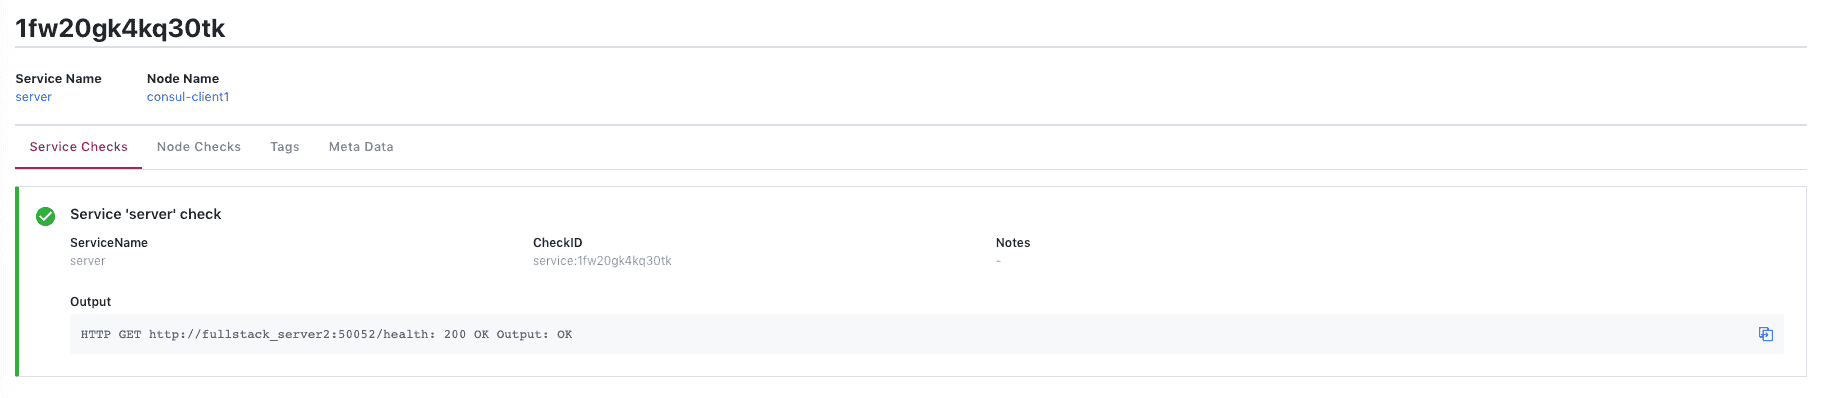 1fw20gk4kq30tk
Service Name Node Name
server consul-client1
Service Checks Node Checks Tags Meta Data
Service 'server' check
ServiceName CheckID Notes
server service:1fw20gk4kq30tk -
Output
HTTP GET http://fullstack_server2:50052/health: 200 OK Output: OK